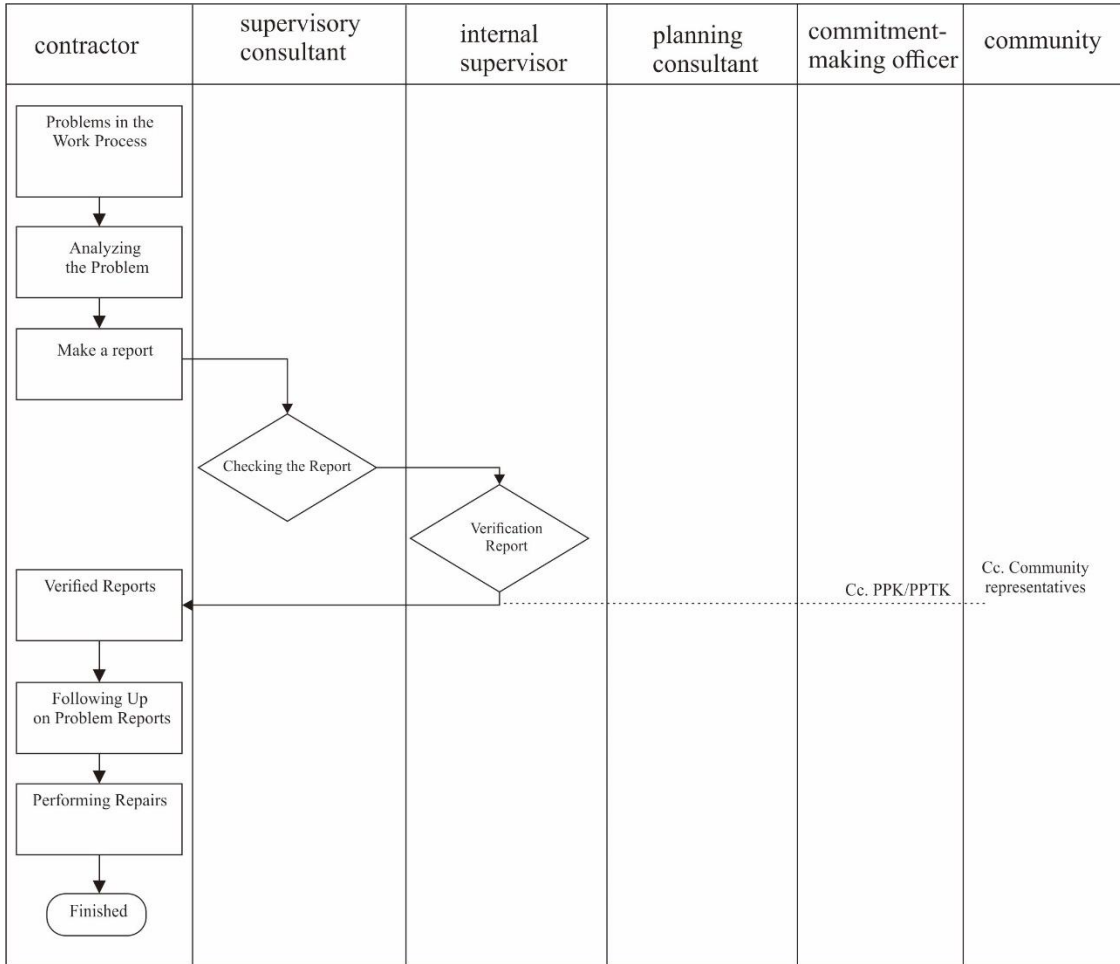 contractor
supervisory
consultant
internal
supervisor
planning
consultant
commitment-
making officer
community
Problems in the
Work Process
Analyzing
the Problem
Make a report
Checking the Report
Verification
Report
Verified Reports
Cc. PPK/PPTK
Cc. Community
representatives
Following Up
on Problem Reports
Performing Repairs
Finished